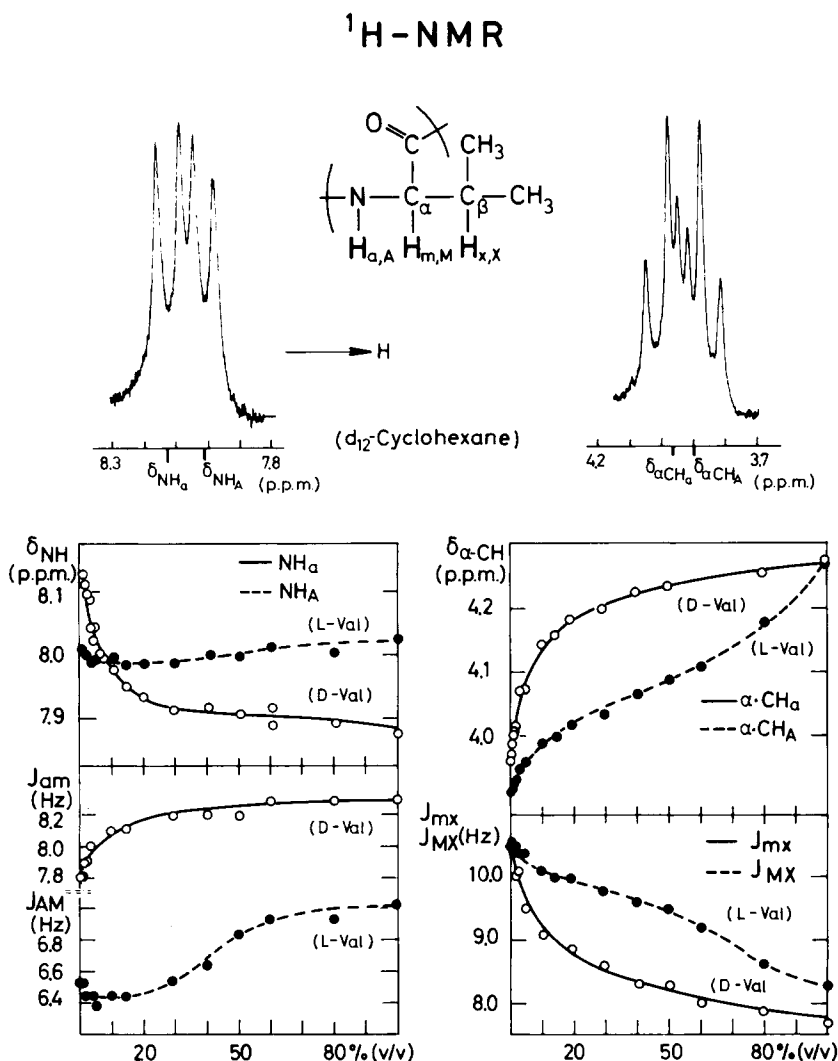 ¹H-NMR
O
C
CH₃
N
Cα
Cβ
CH₃
Hₐ,A
Hₘ,M
Hₓ,X
H
(d₁₂-Cyclohexane)
8.3
7.8
δNHₐ
δNHA
(p.p.m.)
4.2
3.7
δαCHₐ
δαCHA
(p.p.m.)
δNH
(p.p.m.)
NHₐ
NHA
8.1
(L-Val)
8.0
(D-Val)
7.9
Jam
(Hz)
8.2
(D-Val)
8.0
7.8
JAM
(Hz)
6.8
(L-Val)
6.6
6.4
20
50
80 % (v/v)
δα-CH
(p.p.m.)
4.2
(D-Val)
(L-Val)
4.1
α·CHₐ
α·CHA
4.0
Jmx
JMX (Hz)
Jmx
JMX
10.0
(L-Val)
9.0
(D-Val
8.0
20
50
80 % (v/v)